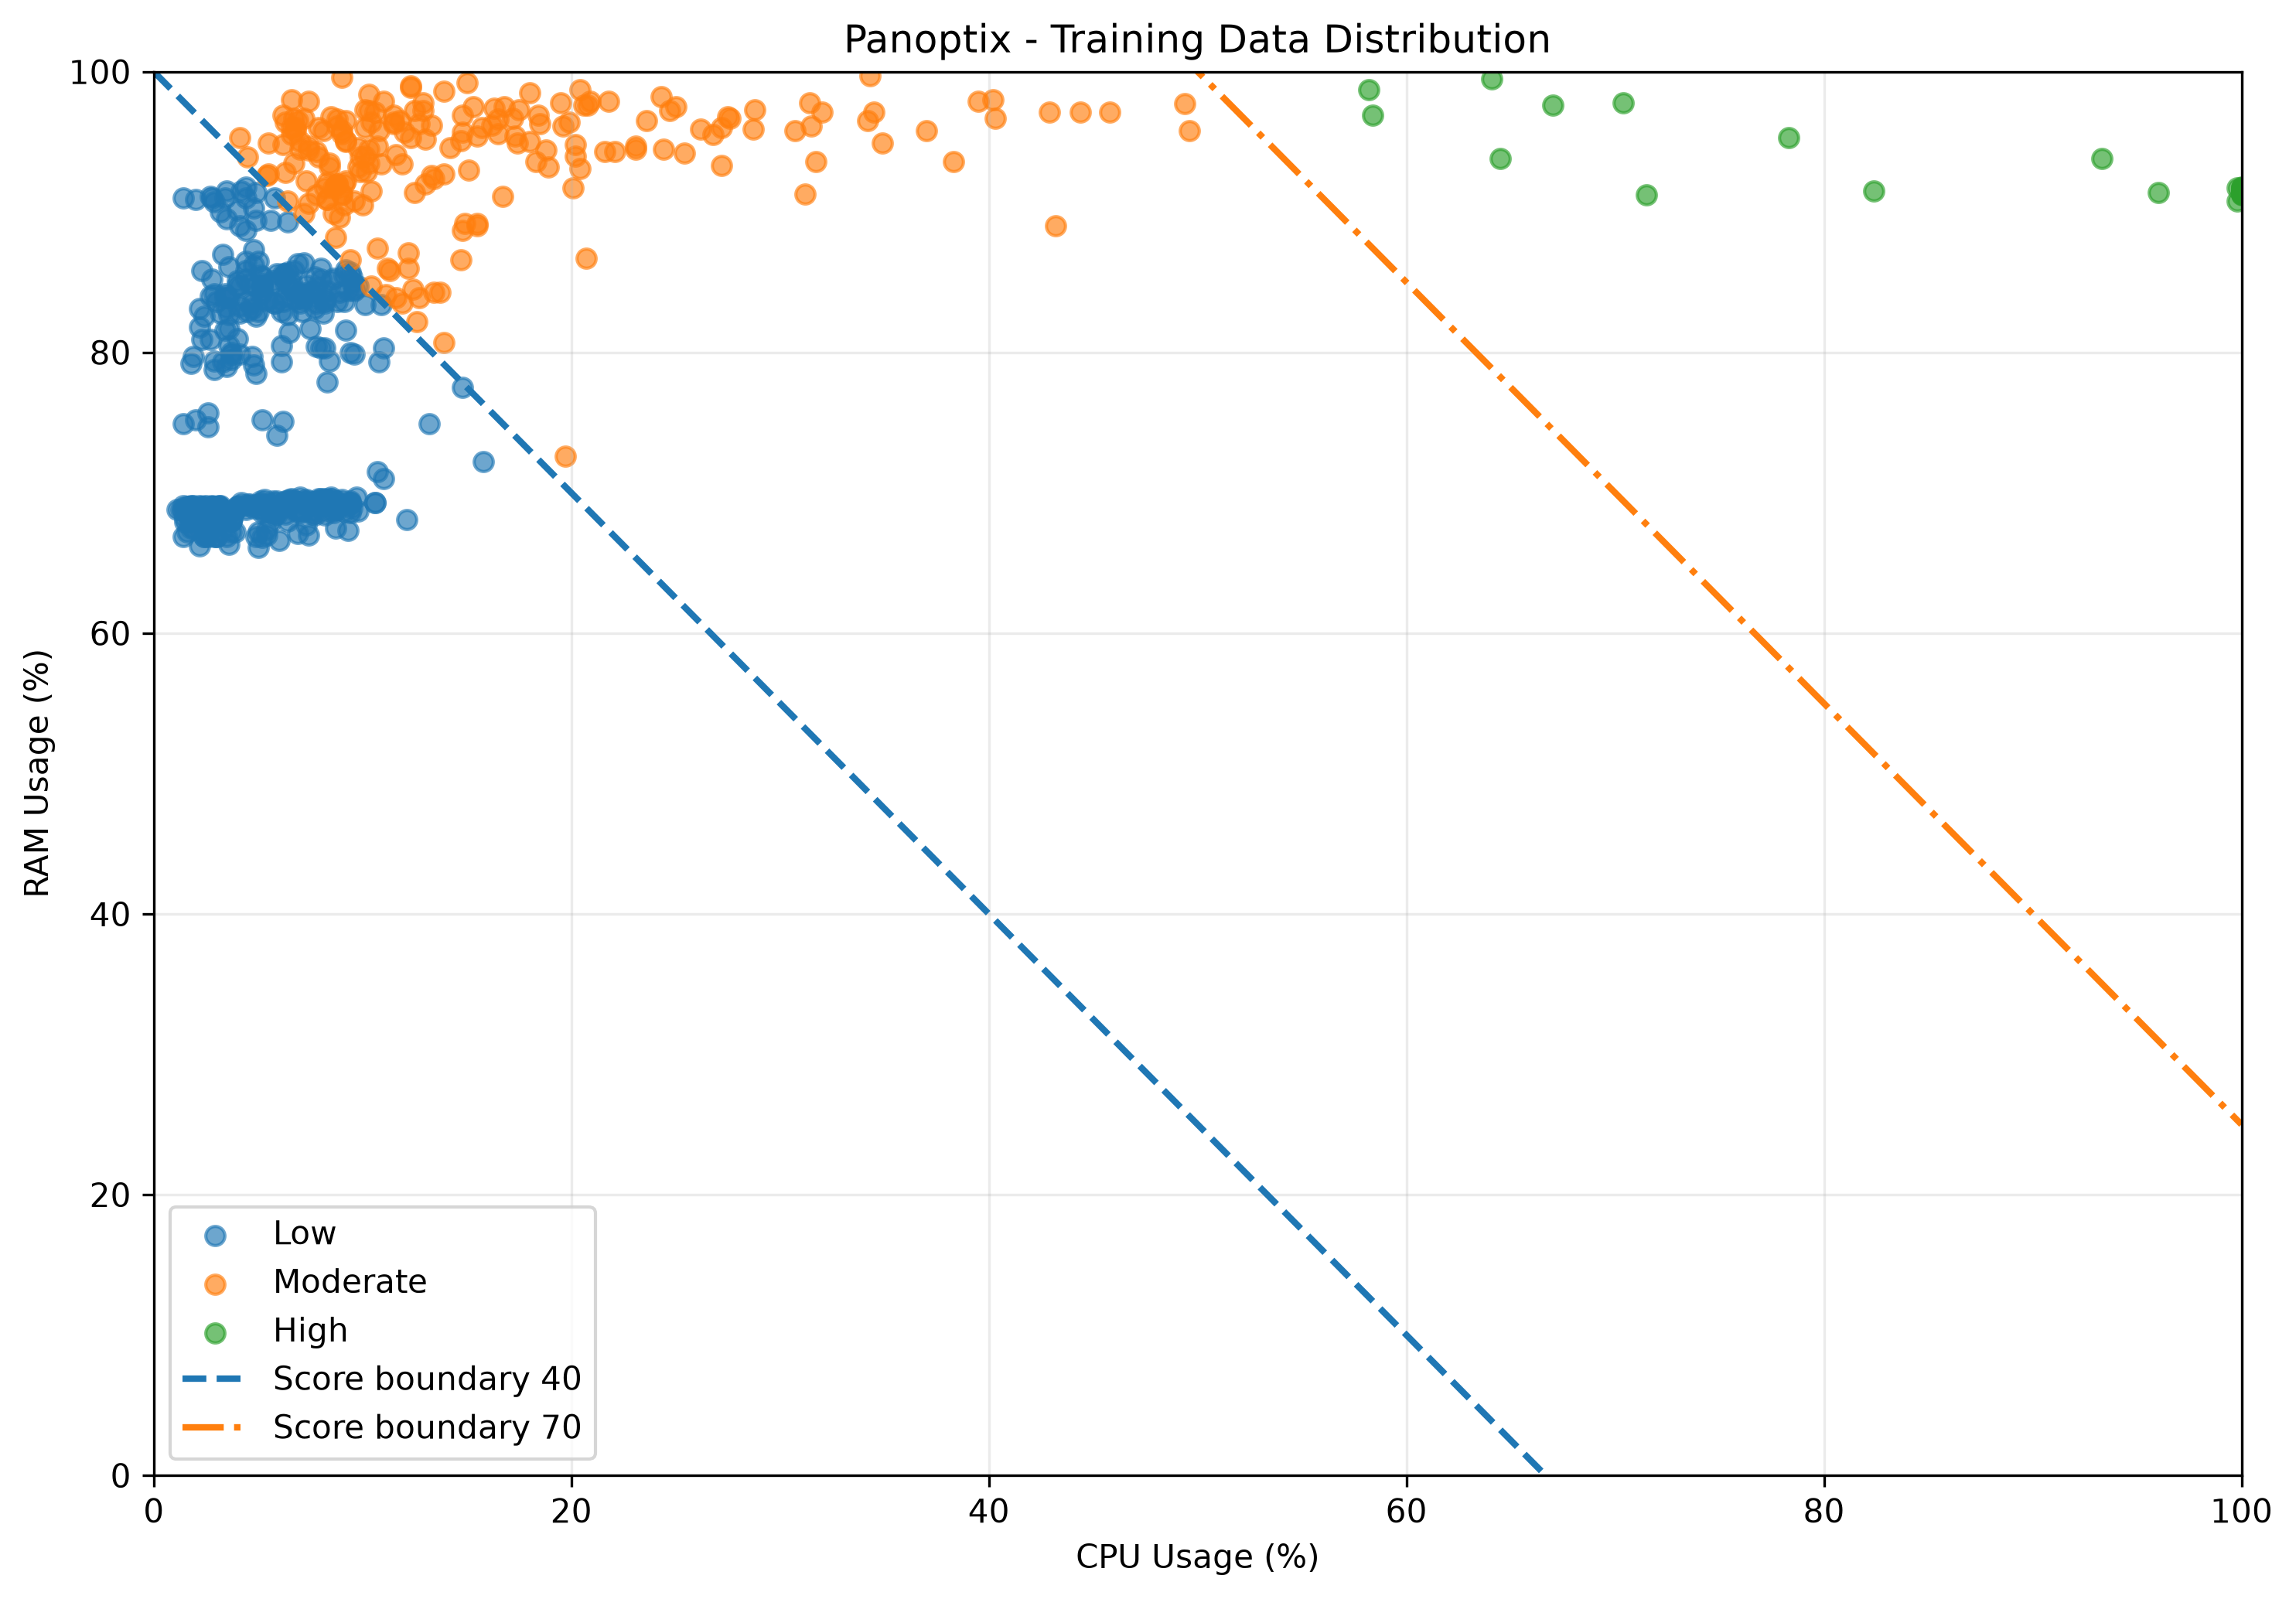 Panoptix - Training Data Distribution
100
80
60
40
20
0
RAM Usage (%)
Low
Moderate
High
Score boundary 40
Score boundary 70
0 20 40 60 80 100
CPU Usage (%)